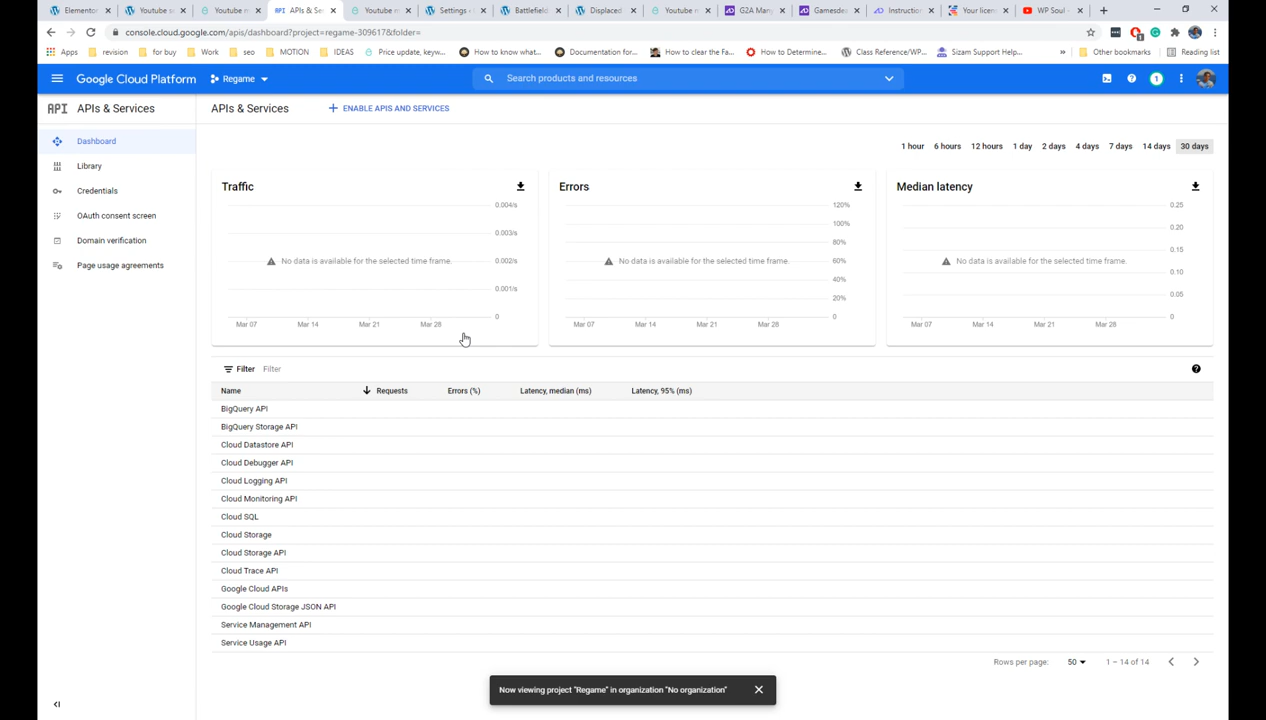 Elementor
Youtube s
Youtube m
API APIs & Ser
Youtube m
Settings ‹
Battlefield
Displaced
Youtube m
G2A Man
Gamesdea
Instruction
Your licen
WP Soul -
console.cloud.google.com/apis/dashboard?project=regame-309617&folder=
Apps revision for buy Work seo MOTION IDEAS Price update, keyw... How to know what... Documentation for... How to clear the Fa... How to Determine... Class Reference/WP... Sizam Support Help... » Other bookmarks Reading list
Google Cloud Platform Regame Search products and resources 1
API APIs & Services APIs & Services + ENABLE APIS AND SERVICES
Dashboard
Library
Credentials
OAuth consent screen
Domain verification
Page usage agreements
1 hour 6 hours 12 hours 1 day 2 days 4 days 7 days 14 days 30 days
Traffic
0.004/s
0.003/s
No data is available for the selected time frame. 0.002/s
0.001/s
0
Mar 07 Mar 14 Mar 21 Mar 28
Errors
120%
100%
80%
No data is available for the selected time frame. 60%
40%
20%
0
Mar 07 Mar 14 Mar 21 Mar 28
Median latency
0.25
0.20
0.15
No data is available for the selected time frame.
0.10
0.05
0
Mar 07 Mar 14 Mar 21 Mar 28
Filter Filter
Name Requests Errors (%) Latency, median (ms) Latency, 95% (ms)
BigQuery API
BigQuery Storage API
Cloud Datastore API
Cloud Debugger API
Cloud Logging API
Cloud Monitoring API
Cloud SQL
Cloud Storage
Cloud Storage API
Cloud Trace API
Google Cloud APIs
Google Cloud Storage JSON API
Service Management API
Service Usage API
Rows per page: 50 1 – 14 of 14
Now viewing project "Regame" in organization "No organization"